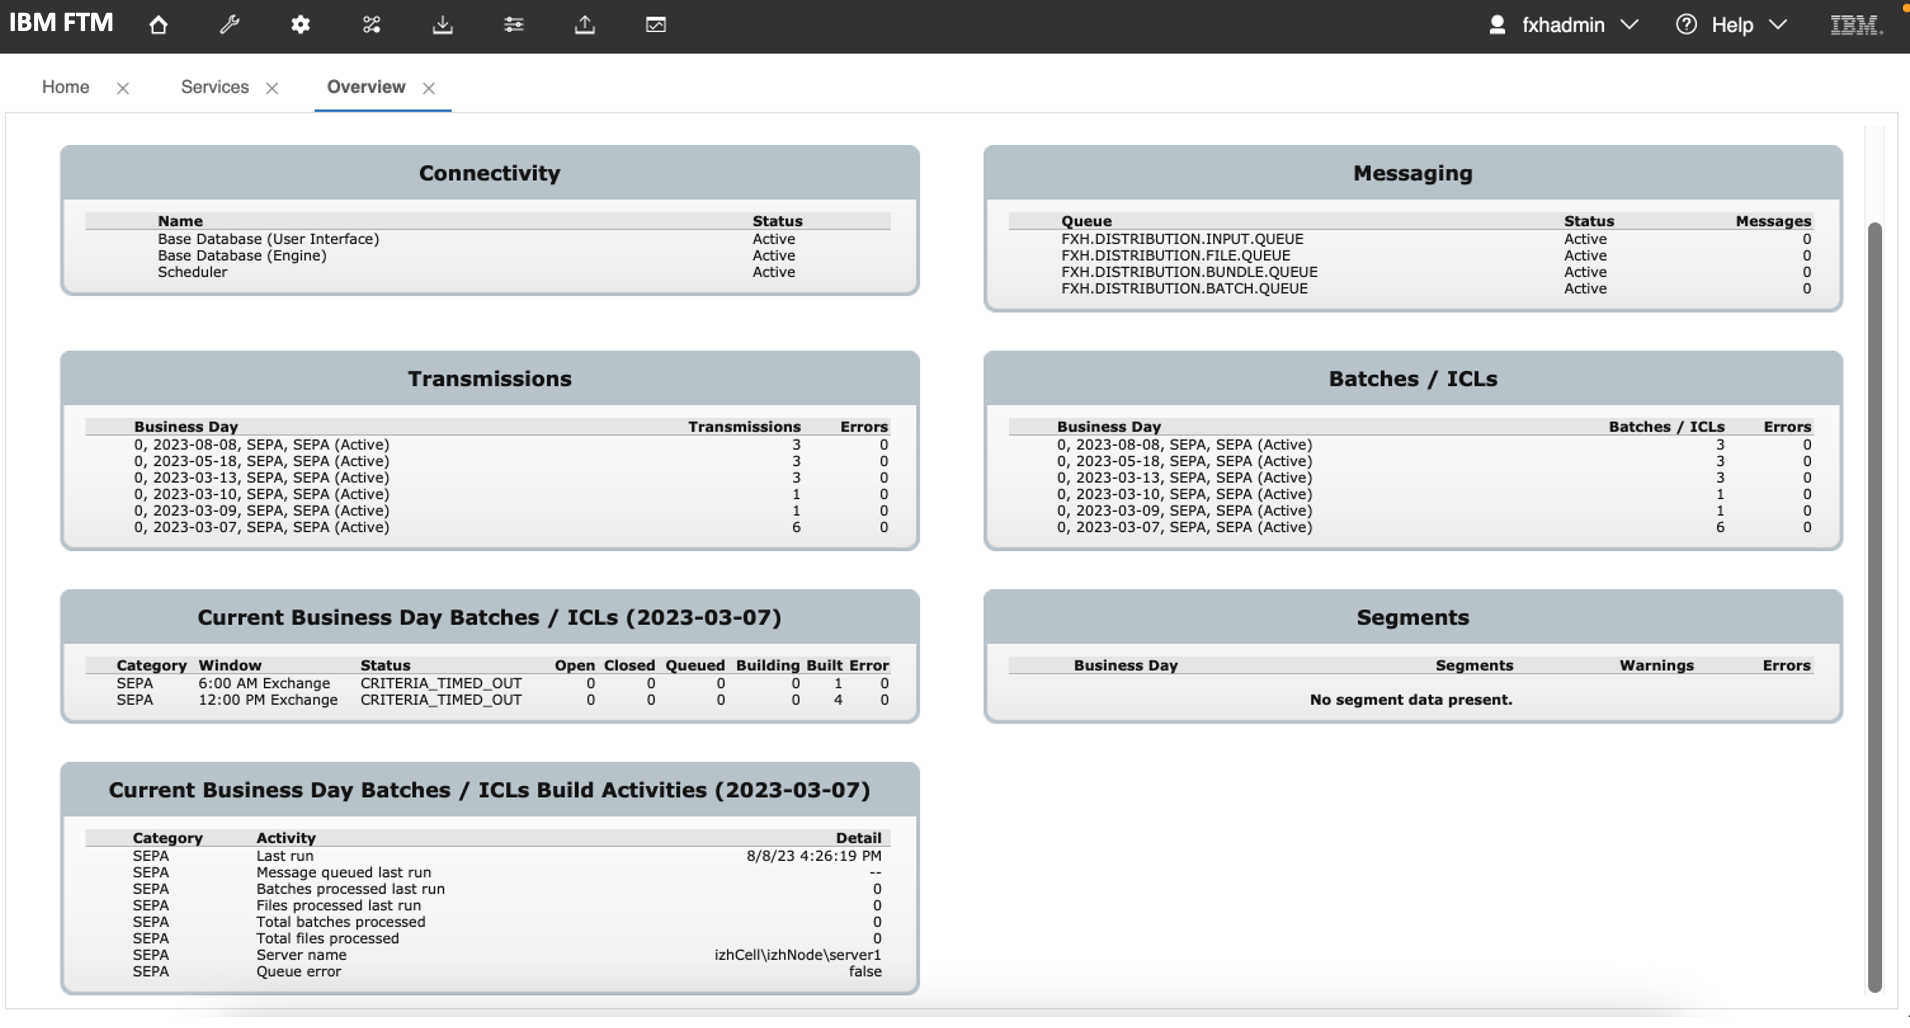 IBM FTM
fxhadmin
Help
IBM.
Home
Services
Overview
Connectivity
Name Status
Base Database (User Interface) Active
Base Database (Engine) Active
Scheduler Active
Messaging
Queue Status Messages
FXH.DISTRIBUTION.INPUT.QUEUE Active 0
FXH.DISTRIBUTION.FILE.QUEUE Active 0
FXH.DISTRIBUTION.BUNDLE.QUEUE Active 0
FXH.DISTRIBUTION.BATCH.QUEUE Active 0
Transmissions
Business Day Transmissions Errors
0, 2023-08-08, SEPA, SEPA (Active) 3 0
0, 2023-05-18, SEPA, SEPA (Active) 3 0
0, 2023-03-13, SEPA, SEPA (Active) 3 0
0, 2023-03-10, SEPA, SEPA (Active) 1 0
0, 2023-03-09, SEPA, SEPA (Active) 1 0
0, 2023-03-07, SEPA, SEPA (Active) 6 0
Batches / ICLs
Business Day Batches / ICLs Errors
0, 2023-08-08, SEPA, SEPA (Active) 3 0
0, 2023-05-18, SEPA, SEPA (Active) 3 0
0, 2023-03-13, SEPA, SEPA (Active) 3 0
0, 2023-03-10, SEPA, SEPA (Active) 1 0
0, 2023-03-09, SEPA, SEPA (Active) 1 0
0, 2023-03-07, SEPA, SEPA (Active) 6 0
Current Business Day Batches / ICLs (2023-03-07)
Category Window Status Open Closed Queued Building Built Error
SEPA 6:00 AM Exchange CRITERIA_TIMED_OUT 0 0 0 0 1 0
SEPA 12:00 PM Exchange CRITERIA_TIMED_OUT 0 0 0 0 4 0
Segments
Business Day Segments Warnings Errors
No segment data present.
Current Business Day Batches / ICLs Build Activities (2023-03-07)
Category Activity Detail
SEPA Last run 8/8/23 4:26:19 PM
SEPA Message queued last run --
SEPA Batches processed last run 0
SEPA Files processed last run 0
SEPA Total batches processed 0
SEPA Total files processed 0
SEPA Server name izhCell\izhNode\server1
SEPA Queue error false